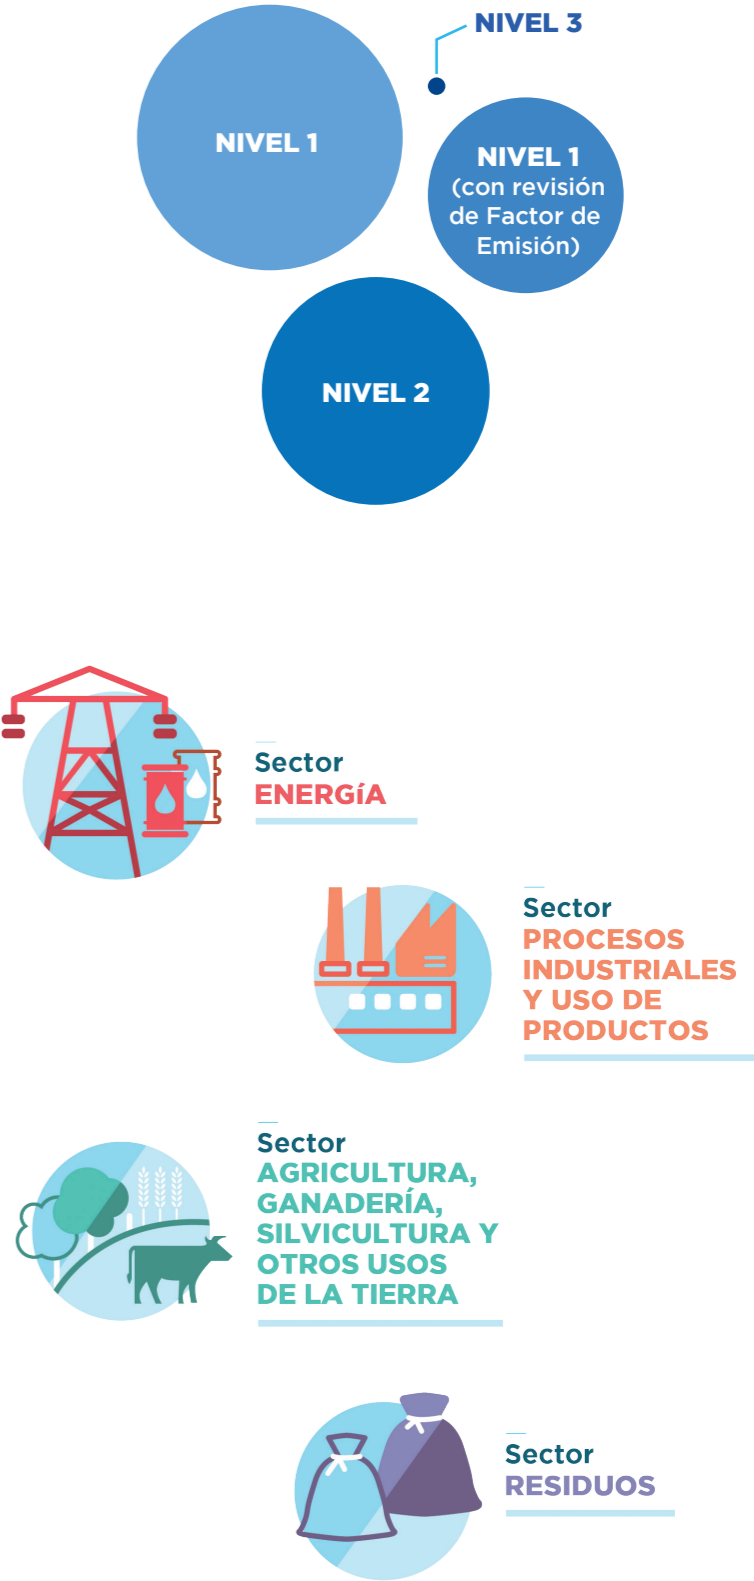 NIVEL 3
NIVEL 1
NIVEL 1
(con revisión
de Factor de
Emisión)
NIVEL 2
Sector
ENERGíA
Sector
PROCESOS
INDUSTRIALES
Y USO DE
PRODUCTOS
Sector
AGRICULTURA,
GANADERÍA,
SILVICULTURA Y
OTROS USOS
DE LA TIERRA
Sector
RESIDUOS